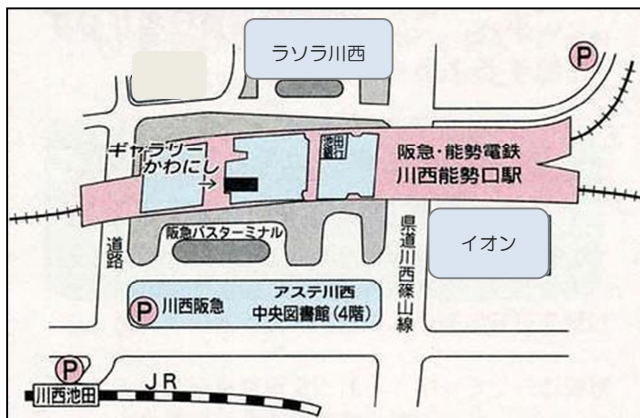 ラソラ川西
P
ギャラリー
かわにし
→
池田
銀行
阪急・能勢電鉄
川西能勢口駅
阪急バスターミナル
道路
県道川西篠山線
イオン
P
川西阪急
アステ川西
中央図書館(4階)
P
川西池田
JR